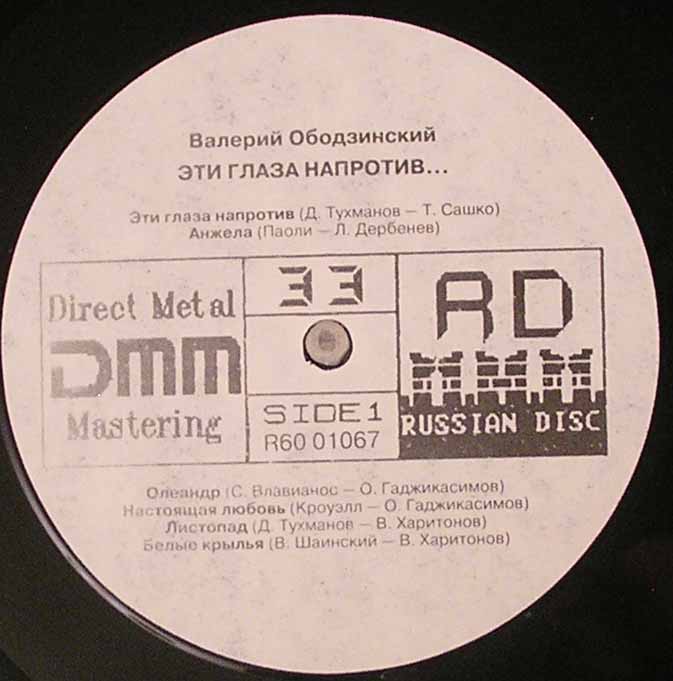 Валерий Ободзинский
ЭТИ ГЛАЗА НАПРОТИВ...
Эти глаза напротив (Д. Тухманов – Т. Сашко)
Анжела (Паоли – Л. Дербенев)
Direct Metal
DMM
Mastering
33
SIDE 1
R60 01067
RD
RUSSIAN DISC
Олеандр (С. Влавианос – О. Гаджикасимов)
Настоящая любовь (Кроуэлл – О. Гаджикасимов)
Листопад (Д. Тухманов – В. Харитонов)
Белые крылья (В. Шаинский – В. Харитонов)